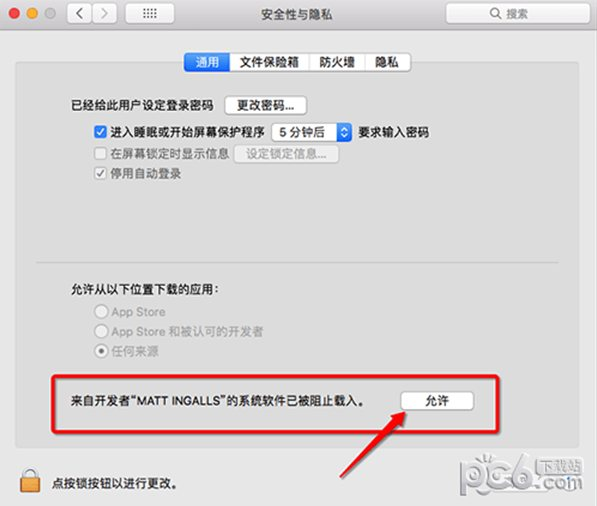 安全性与隐私
搜索
通用 文件保险箱 防火墙 隐私
已经给此用户设定登录密码 更改密码...
进入睡眠或开始屏幕保护程序 5 分钟后 要求输入密码
在屏幕锁定时显示信息 设定锁定信息...
停用自动登录
允许从以下位置下载的应用：
App Store
App Store 和被认可的开发者
任何来源
来自开发者“MATT INGALLS”的系统软件已被阻止载入。 允许
点按锁按钮以进行更改。
pc6 下载站